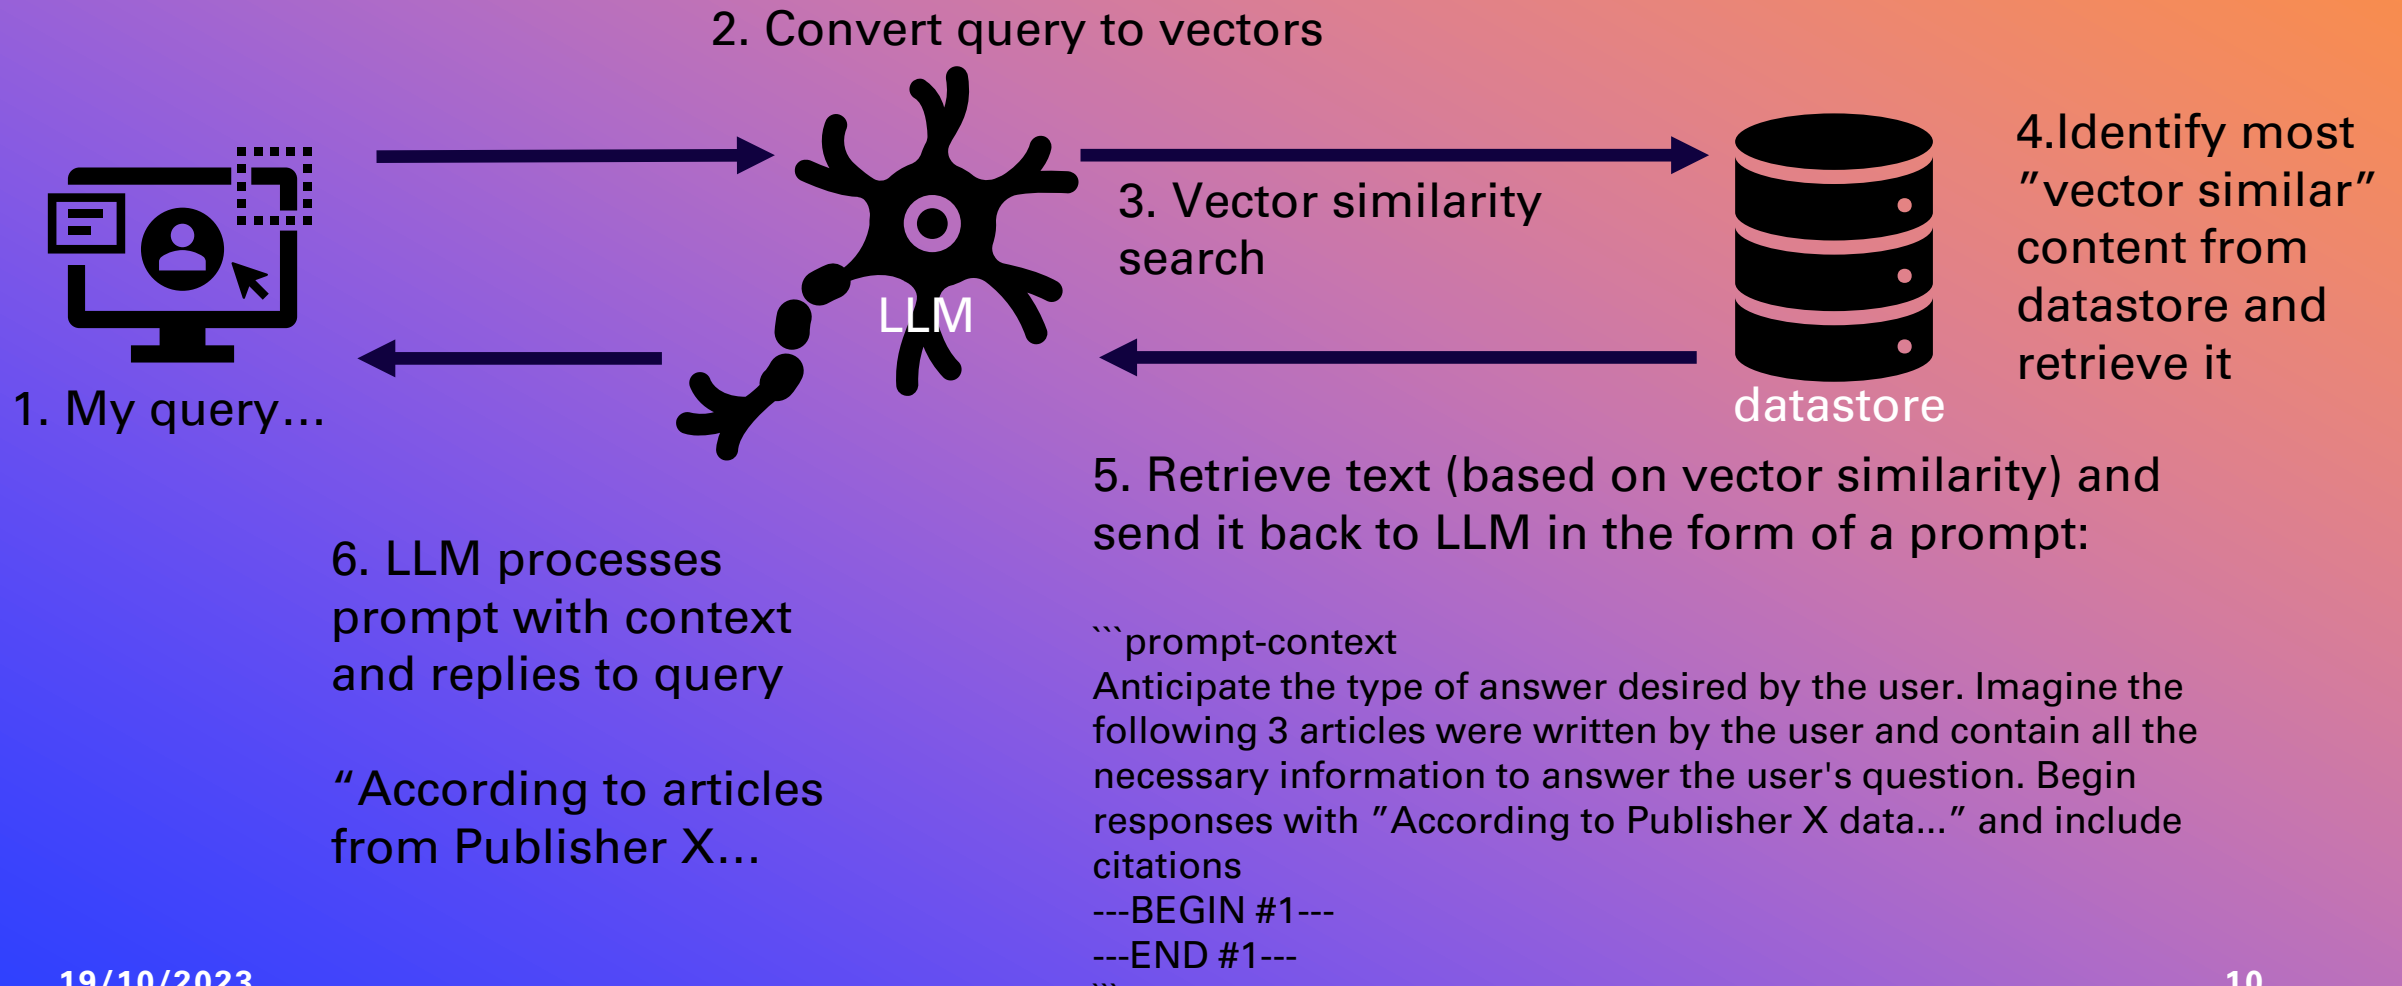 2. Convert query to vectors
1. My query...
LLM
3. Vector similarity
search
datastore
4.Identify most
"vector similar"
content from
datastore and
retrieve it
5. Retrieve text (based on vector similarity) and
send it back to LLM in the form of a prompt:
```prompt-context
Anticipate the type of answer desired by the user. Imagine the
following 3 articles were written by the user and contain all the
necessary information to answer the user's question. Begin
responses with "According to Publisher X data..." and include
citations
---BEGIN #1---
---END #1---
```
6. LLM processes
prompt with context
and replies to query
"According to articles
from Publisher X...
19/10/2023
10